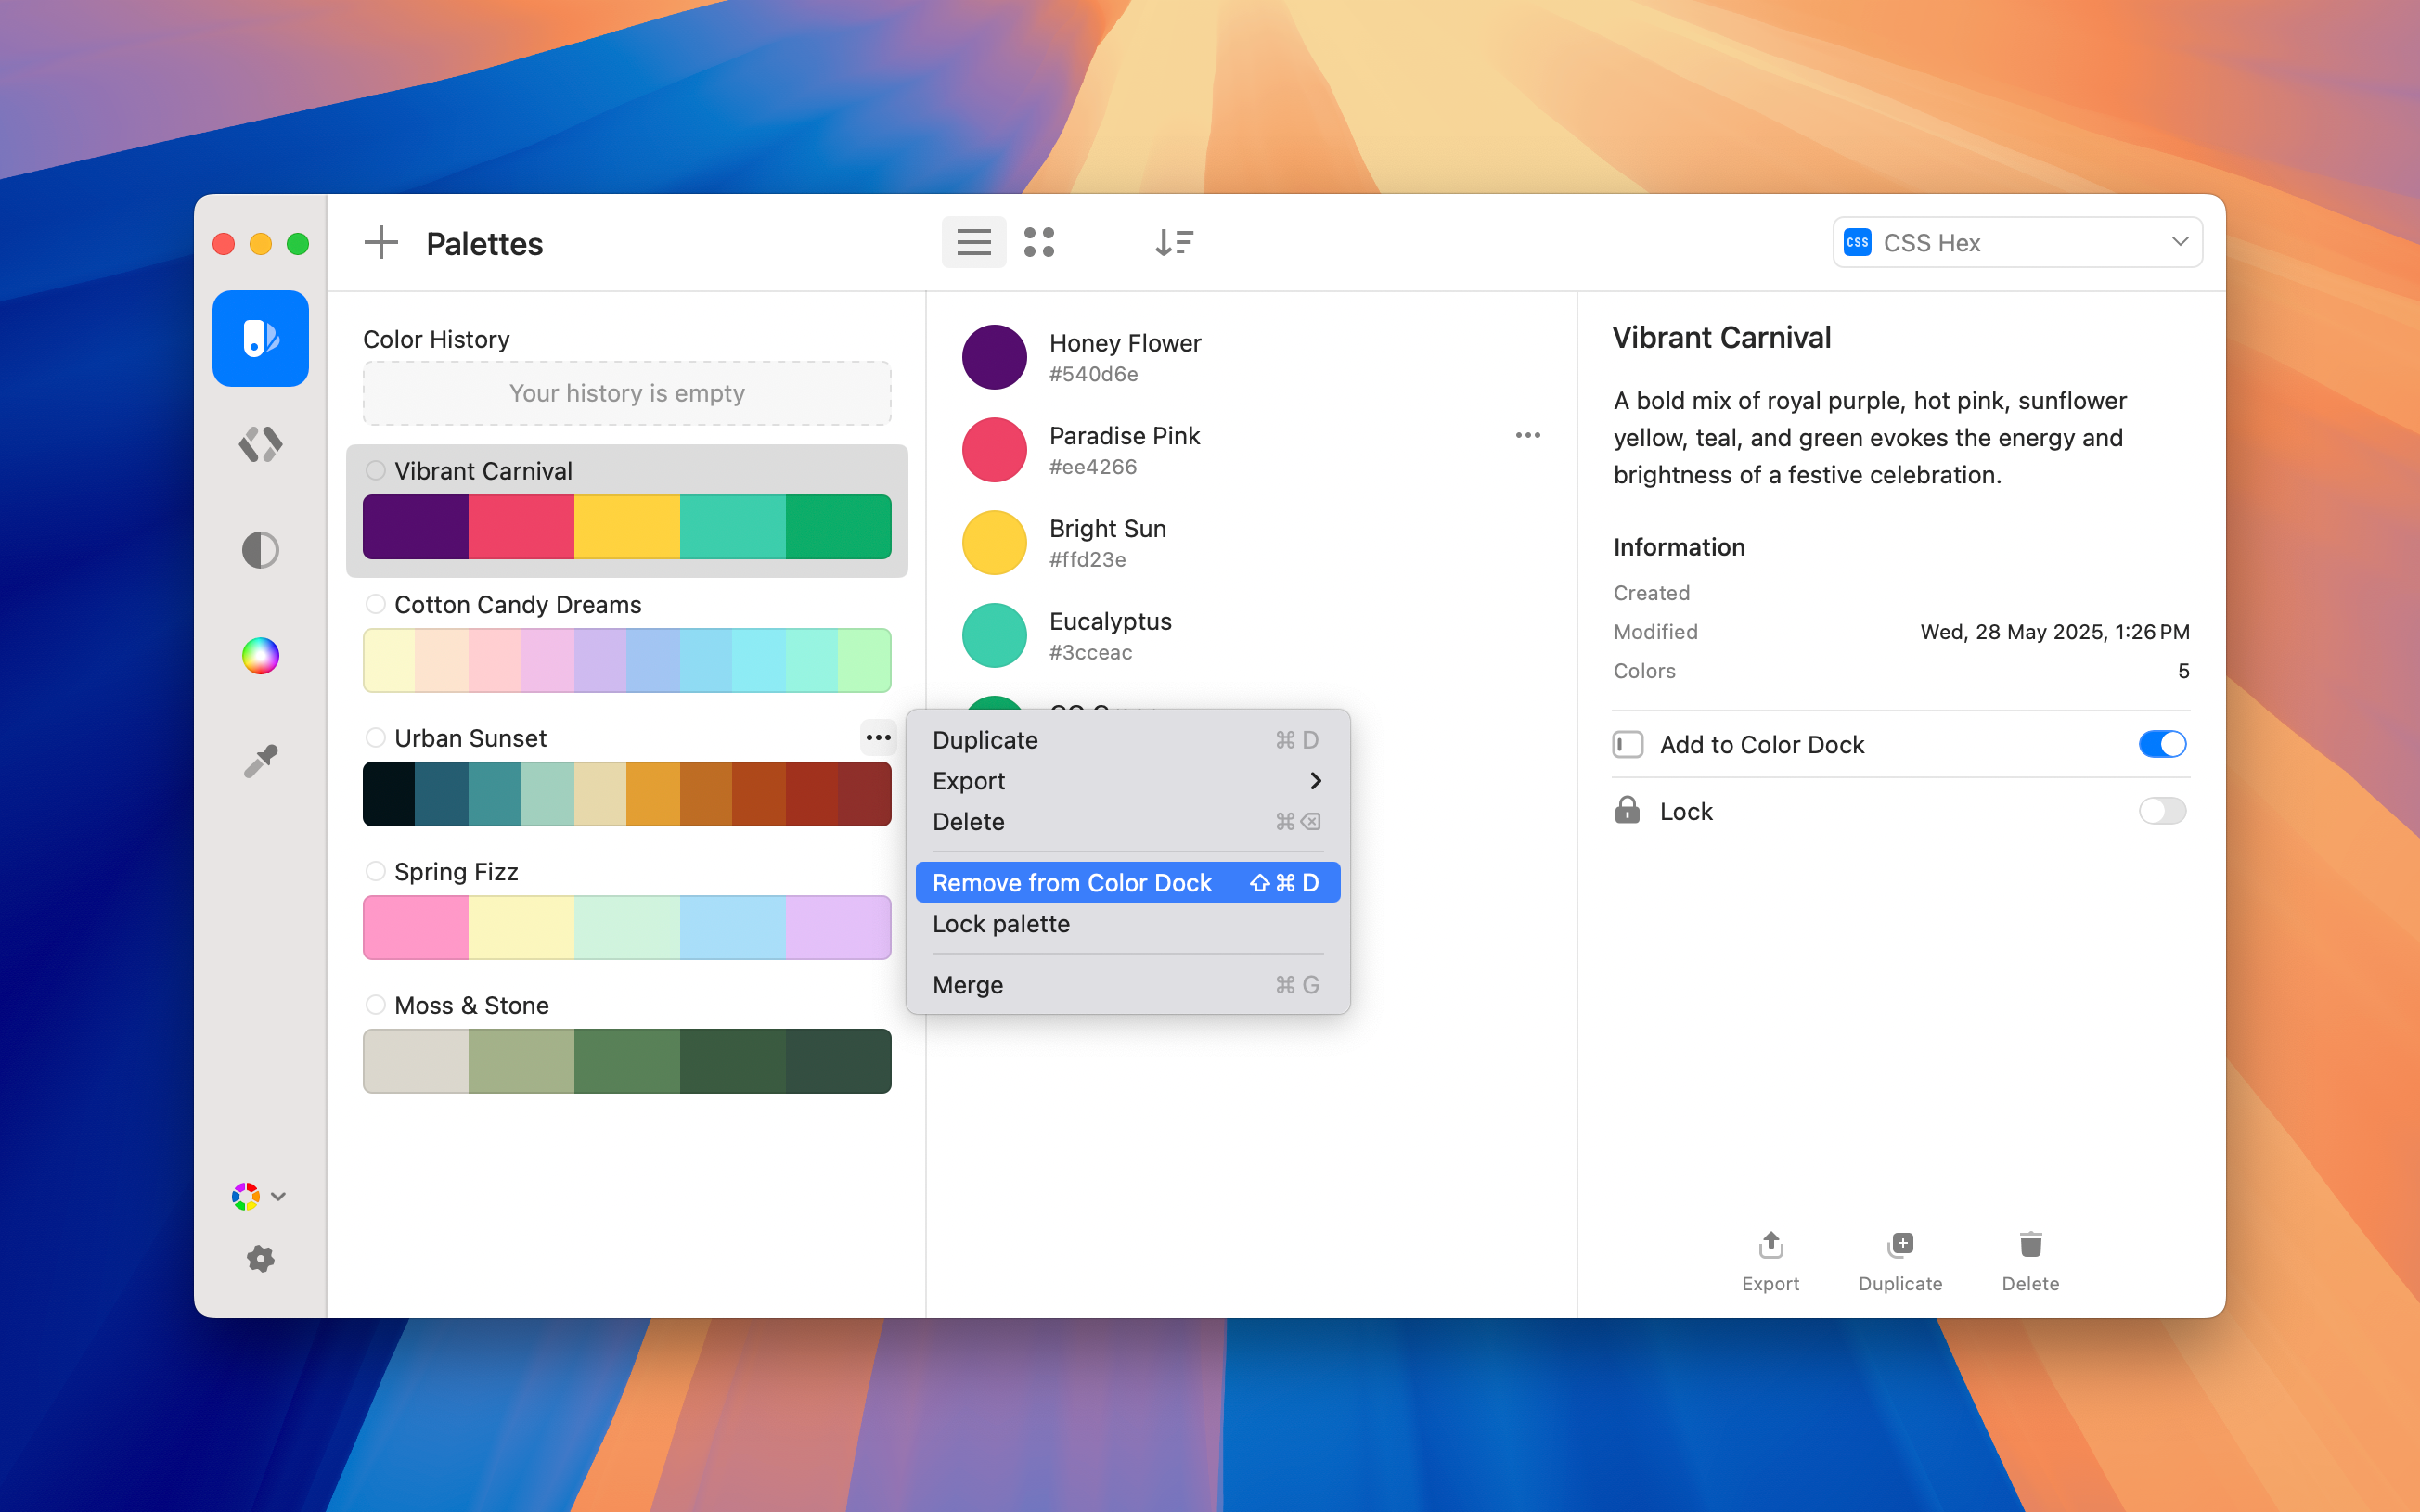 Palettes
CSS
CSS Hex
Color History
Your history is empty
Vibrant Carnival
Cotton Candy Dreams
Urban Sunset
Spring Fizz
Moss & Stone
Honey Flower
#540d6e
Paradise Pink
#ee4266
Bright Sun
#ffd23e
Eucalyptus
#3cceac
Duplicate ⌘ D
Export
Delete ⌘⌫
Remove from Color Dock ⇧⌘ D
Lock palette
Merge ⌘ G
Vibrant Carnival
A bold mix of royal purple, hot pink, sunflower
yellow, teal, and green evokes the energy and
brightness of a festive celebration.
Information
Created
Modified Wed, 28 May 2025, 1:26 PM
Colors 5
Add to Color Dock
Lock
Export
Duplicate
Delete